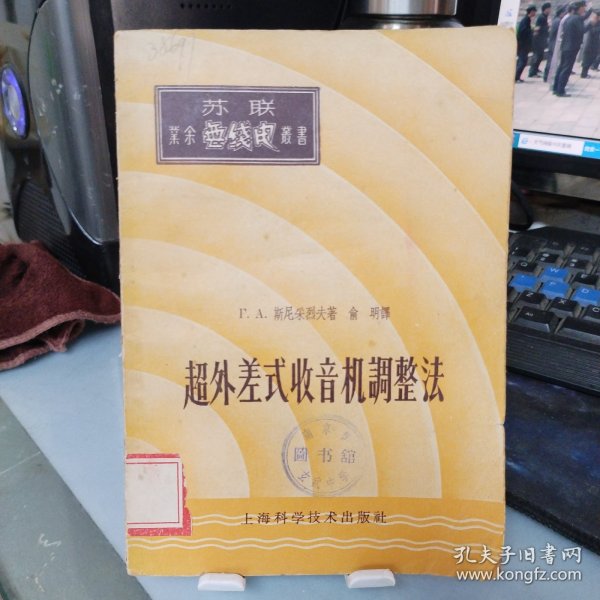 苏联
業余無綫电叢書
Г. А. 斯尼采烈夫著 俞 明譯
超外差式收音机調整法
圖书館
上海科学技术出版社
孔夫子旧书网
www.kongfz.com